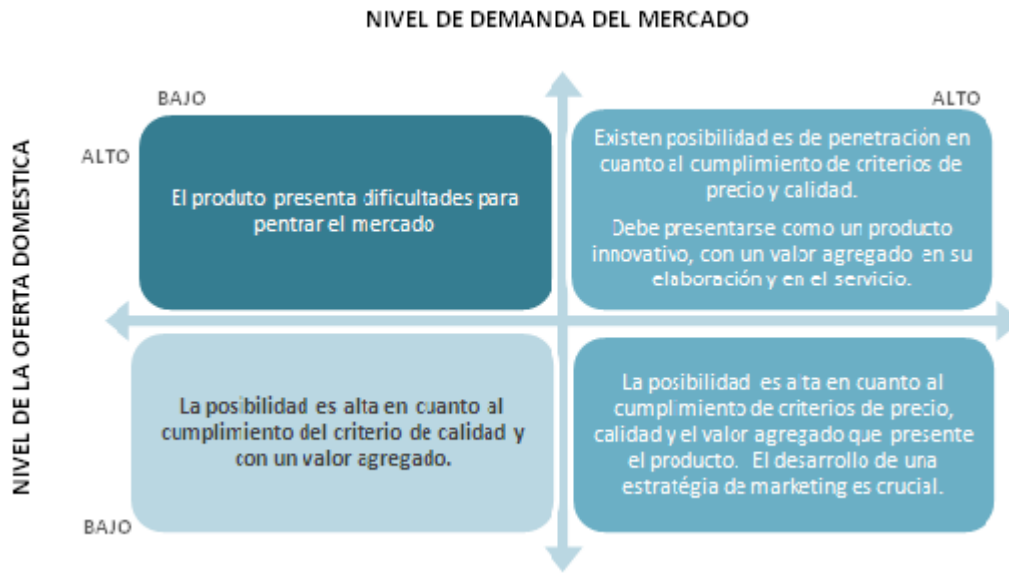 NIVEL DE DEMANDA DEL MERCADO
BAJO
ALTO
NIVEL DE LA OFERTA DOMESTICA
ALTO
El produto presenta dificultades para
pentrar el mercado
Existen posibilidad es de penetración en
cuanto al cumplimiento de criterios de
precio y calidad.
Debe presentarse como un producto
innovativo, con un valor agregado en su
elaboración y en el servicio.
La posibilidad es alta en cuanto al
cumplimiento del criterio de calidad y
con un valor agregado.
La posibilidad es alta en cuanto al
cumplimiento de criterios de precio,
calidad y el valor agregado que presente
el producto. El desarrollo de una
estratégia de marketing es crucial.
BAJO